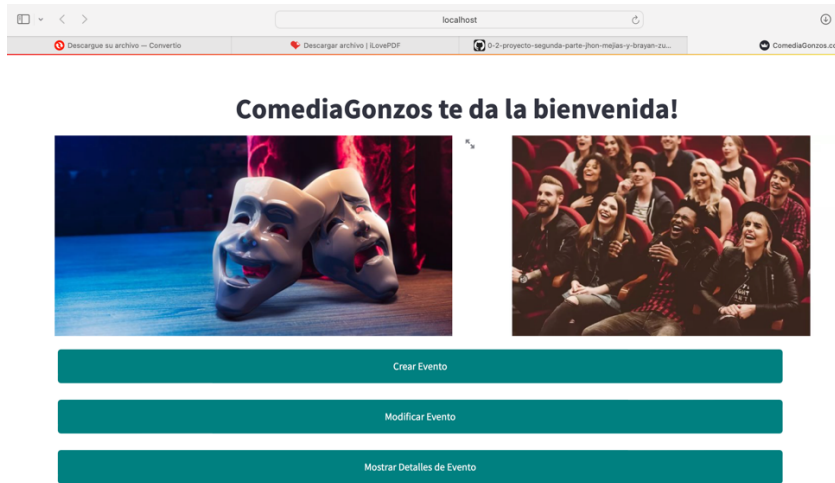 localhost
Descargue su archivo — Convertio
Descargar archivo | iLovePDF
0-2-proyecto-segunda-parte-jhon-mejias-y-brayan-zu...
ComediaGonzos.co
ComediaGonzos te da la bienvenida!
Crear Evento
Modificar Evento
Mostrar Detalles de Evento